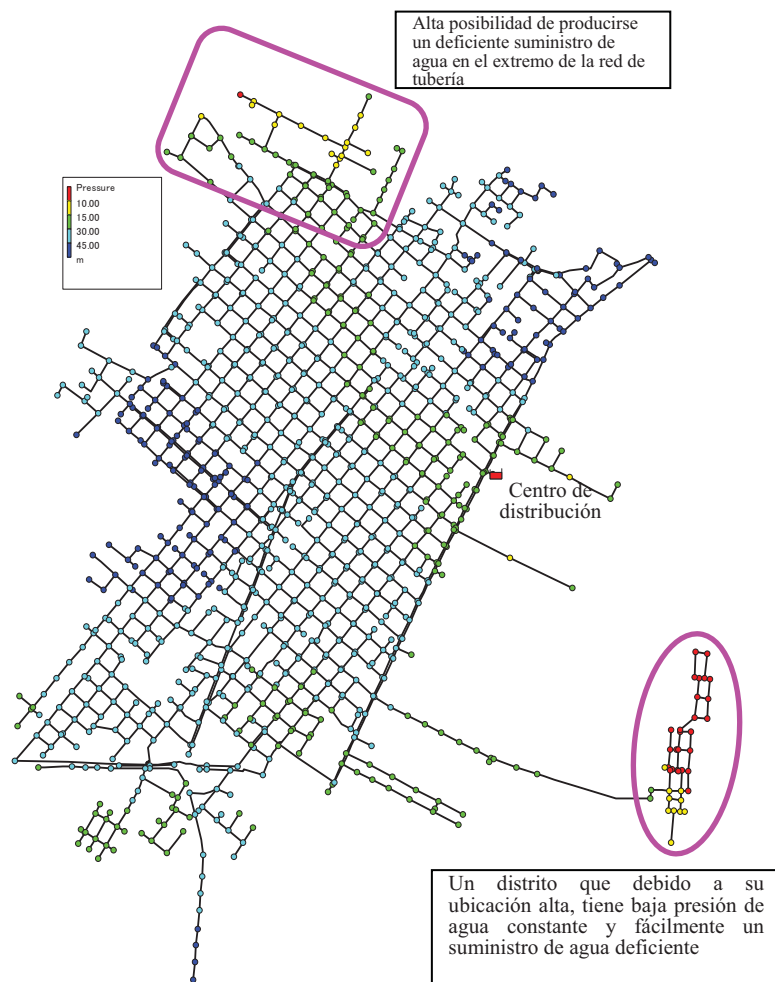 Alta posibilidad de producirse
un deficiente suministro de
agua en el extremo de la red de
tubería
Pressure
10.00
15.00
30.00
45.00
m
Centro de
distribución
Un distrito que debido a su
ubicación alta, tiene baja presión de
agua constante y fácilmente un
suministro de agua deficiente